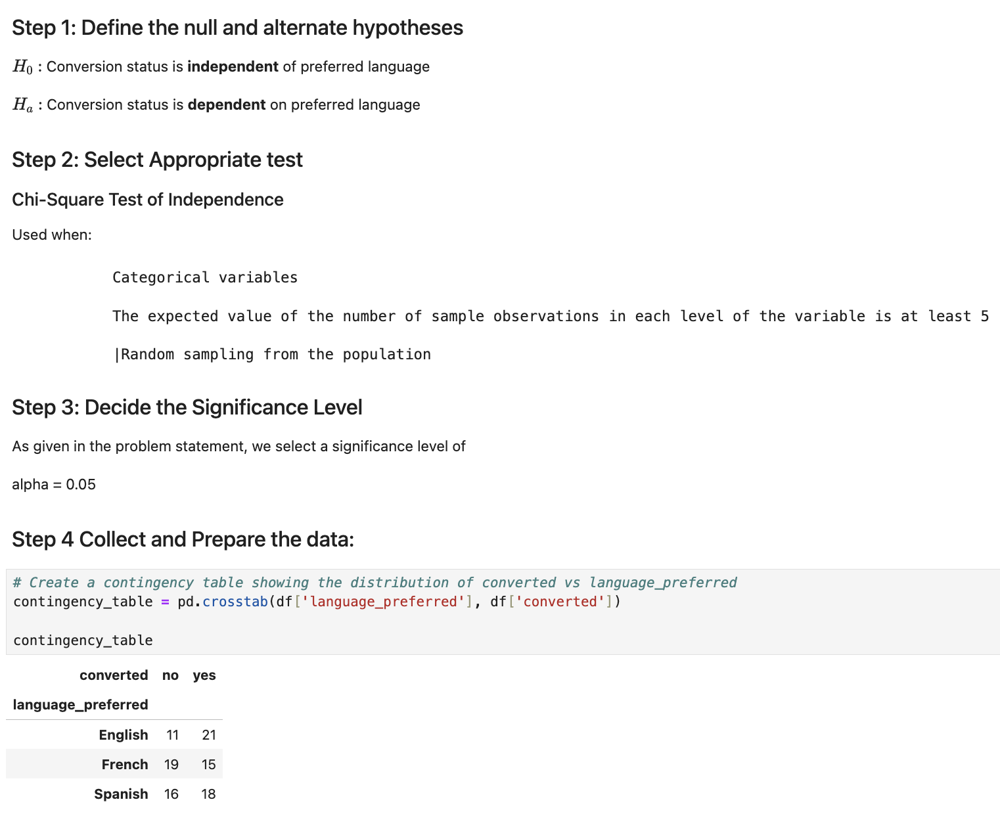 Step 1: Define the null and alternate hypotheses
H0 : Conversion status is independent of preferred language
Ha : Conversion status is dependent on preferred language
Step 2: Select Appropriate test
Chi-Square Test of Independence
Used when:
Categorical variables
The expected value of the number of sample observations in each level of the variable is at least 5
|Random sampling from the population
Step 3: Decide the Significance Level
As given in the problem statement, we select a significance level of
alpha = 0.05
Step 4 Collect and Prepare the data:
# Create a contingency table showing the distribution of converted vs language_preferred
contingency_table = pd.crosstab(df['language_preferred'], df['converted'])
contingency_table
converted no yes
language_preferred
English 11 21
French 19 15
Spanish 16 18